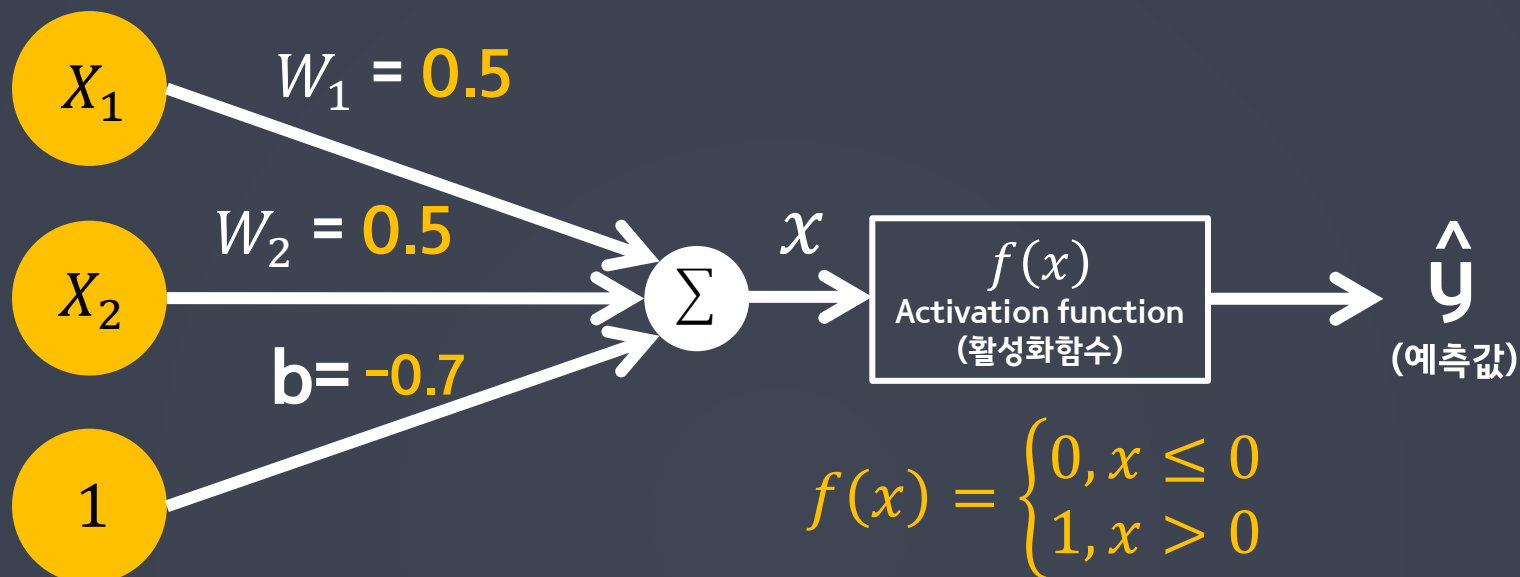 X₁
W₁ = 0.5
X₂
W₂ = 0.5
1
b= -0.7
∑
x
f(x)
Activation function
(활성화함수)
ŷ
(예측값)
f(x) = {0, x ≤ 0
1, x > 0